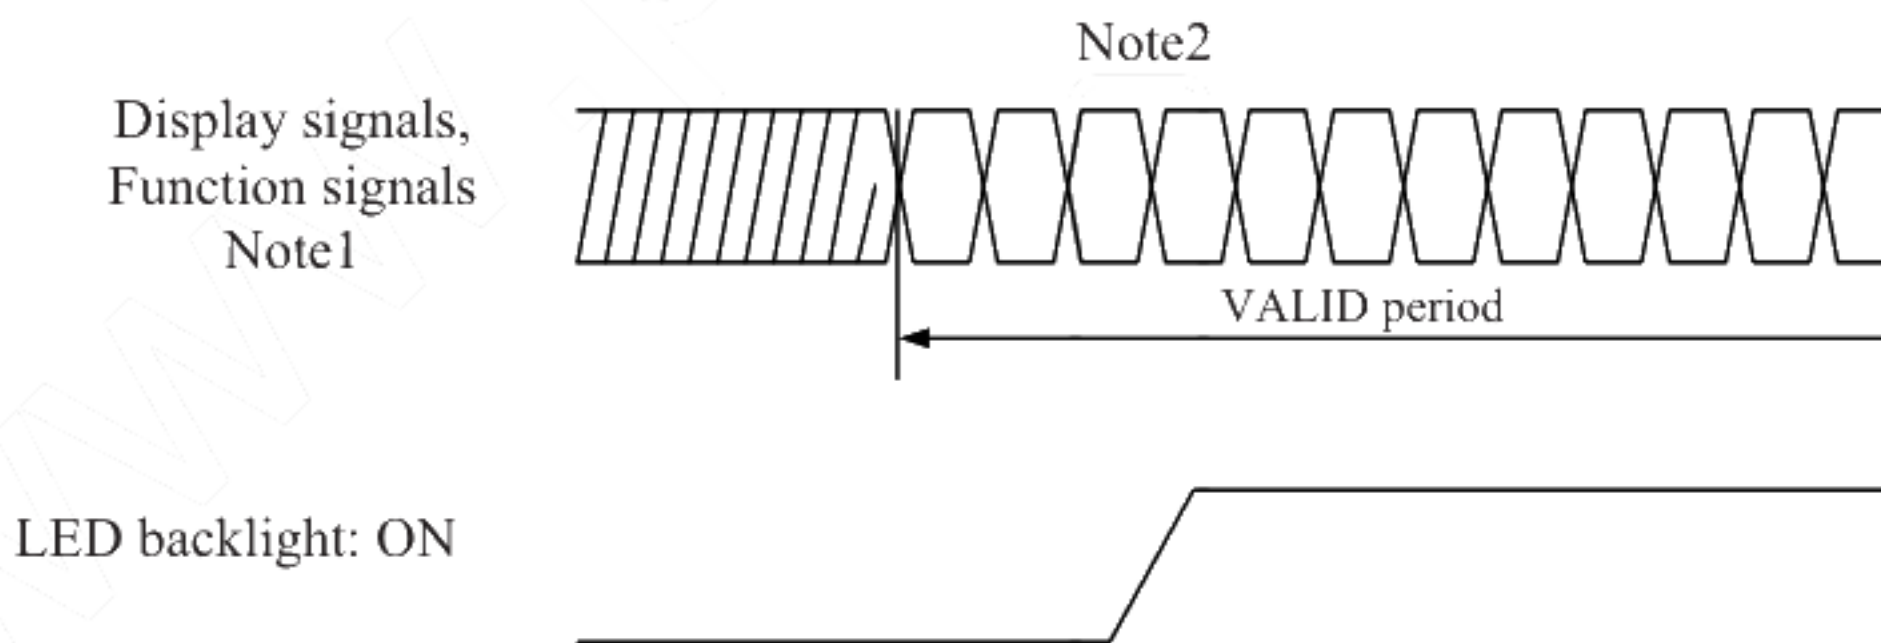 Note2
Display signals,
Function signals
Note1
VALID period
LED backlight: ON